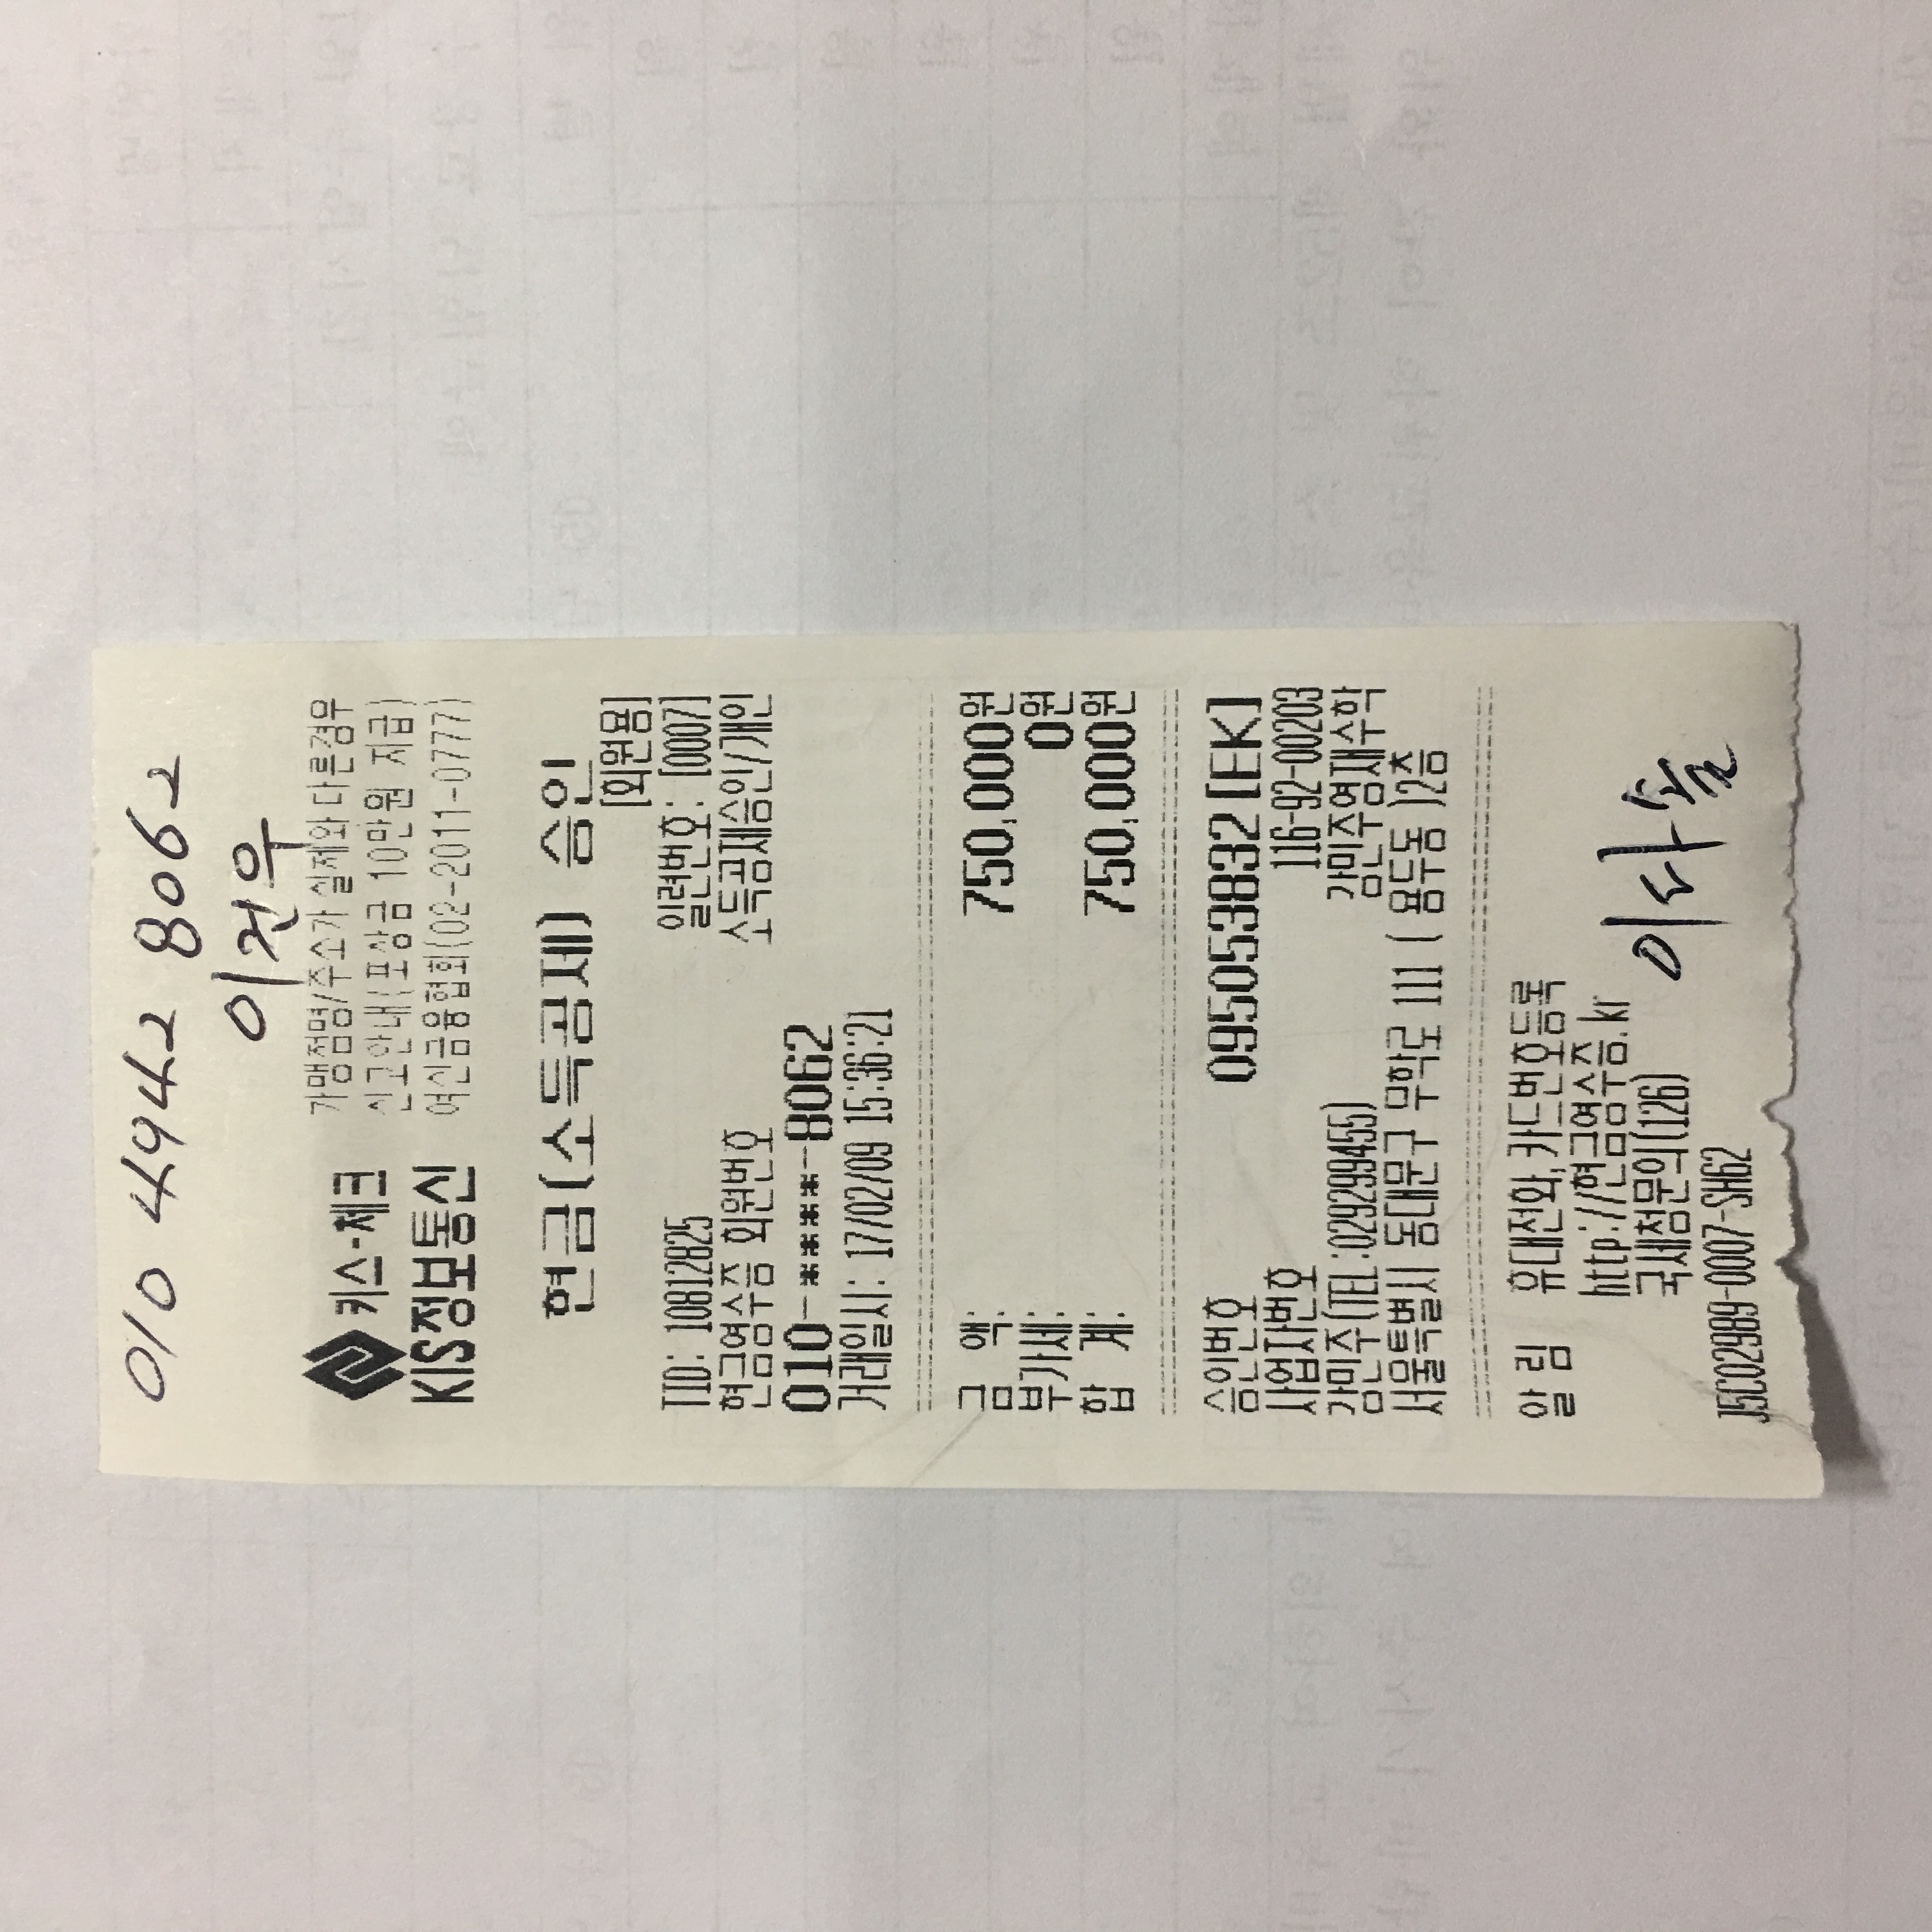 010 4942 8062
이건우
키스-체크
KIS정보통신
가맹점명/주소가 실제와 다른경우
신고안내(포상금 10만원 지급)
여신금융협회(02-2011-0777)
현금(소득공제) 승인
[회원용]
TID: 10812825 일련번호: [0007]
현금영수증 회원번호 소득공제승인/개인
010-****-8062
거래일시: 17/02/09 15:36:21
금 액: 750,000원
부가세: 0원
합 계: 750,000원
승인번호 095053832[EK]
사업자번호 116-92-00203
강민주(TEL:029299455) 강민주영재수학
서울특별시 동대문구 무학로 111 ( 용두동 )2층
알 림 휴대전화,카드번호등록
http://현금영수증.kr
국세청문의(126)
이다솔
J5C029B9-0007-SH62